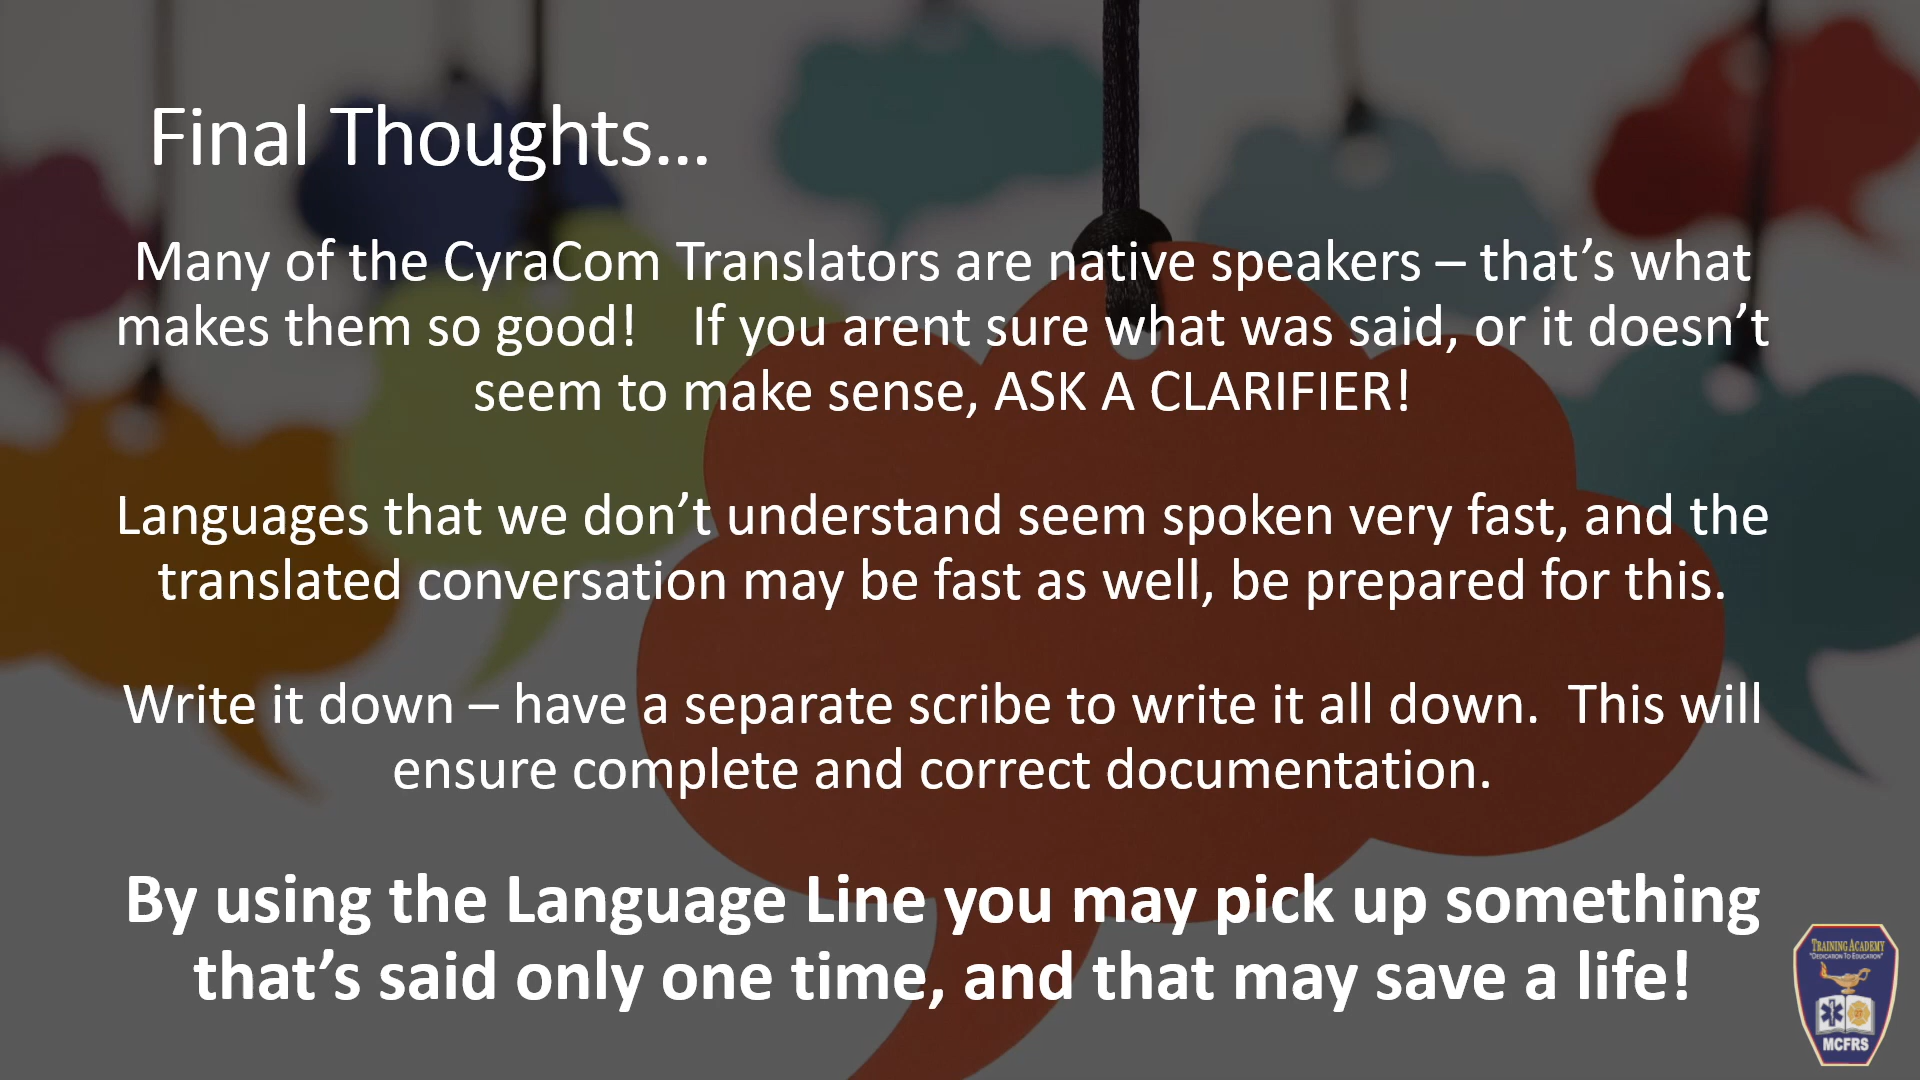 Final Thoughts...
Many of the CyraCom Translators are native speakers – that’s what
makes them so good!    If you arent sure what was said, or it doesn’t
seem to make sense, ASK A CLARIFIER!
Languages that we don’t understand seem spoken very fast, and the
translated conversation may be fast as well, be prepared for this.
Write it down – have a separate scribe to write it all down.  This will
ensure complete and correct documentation.
By using the Language Line you may pick up something
that’s said only one time, and that may save a life!
TRAINING ACADEMY
"DEDICATION TO EDUCATION"
MCFRS